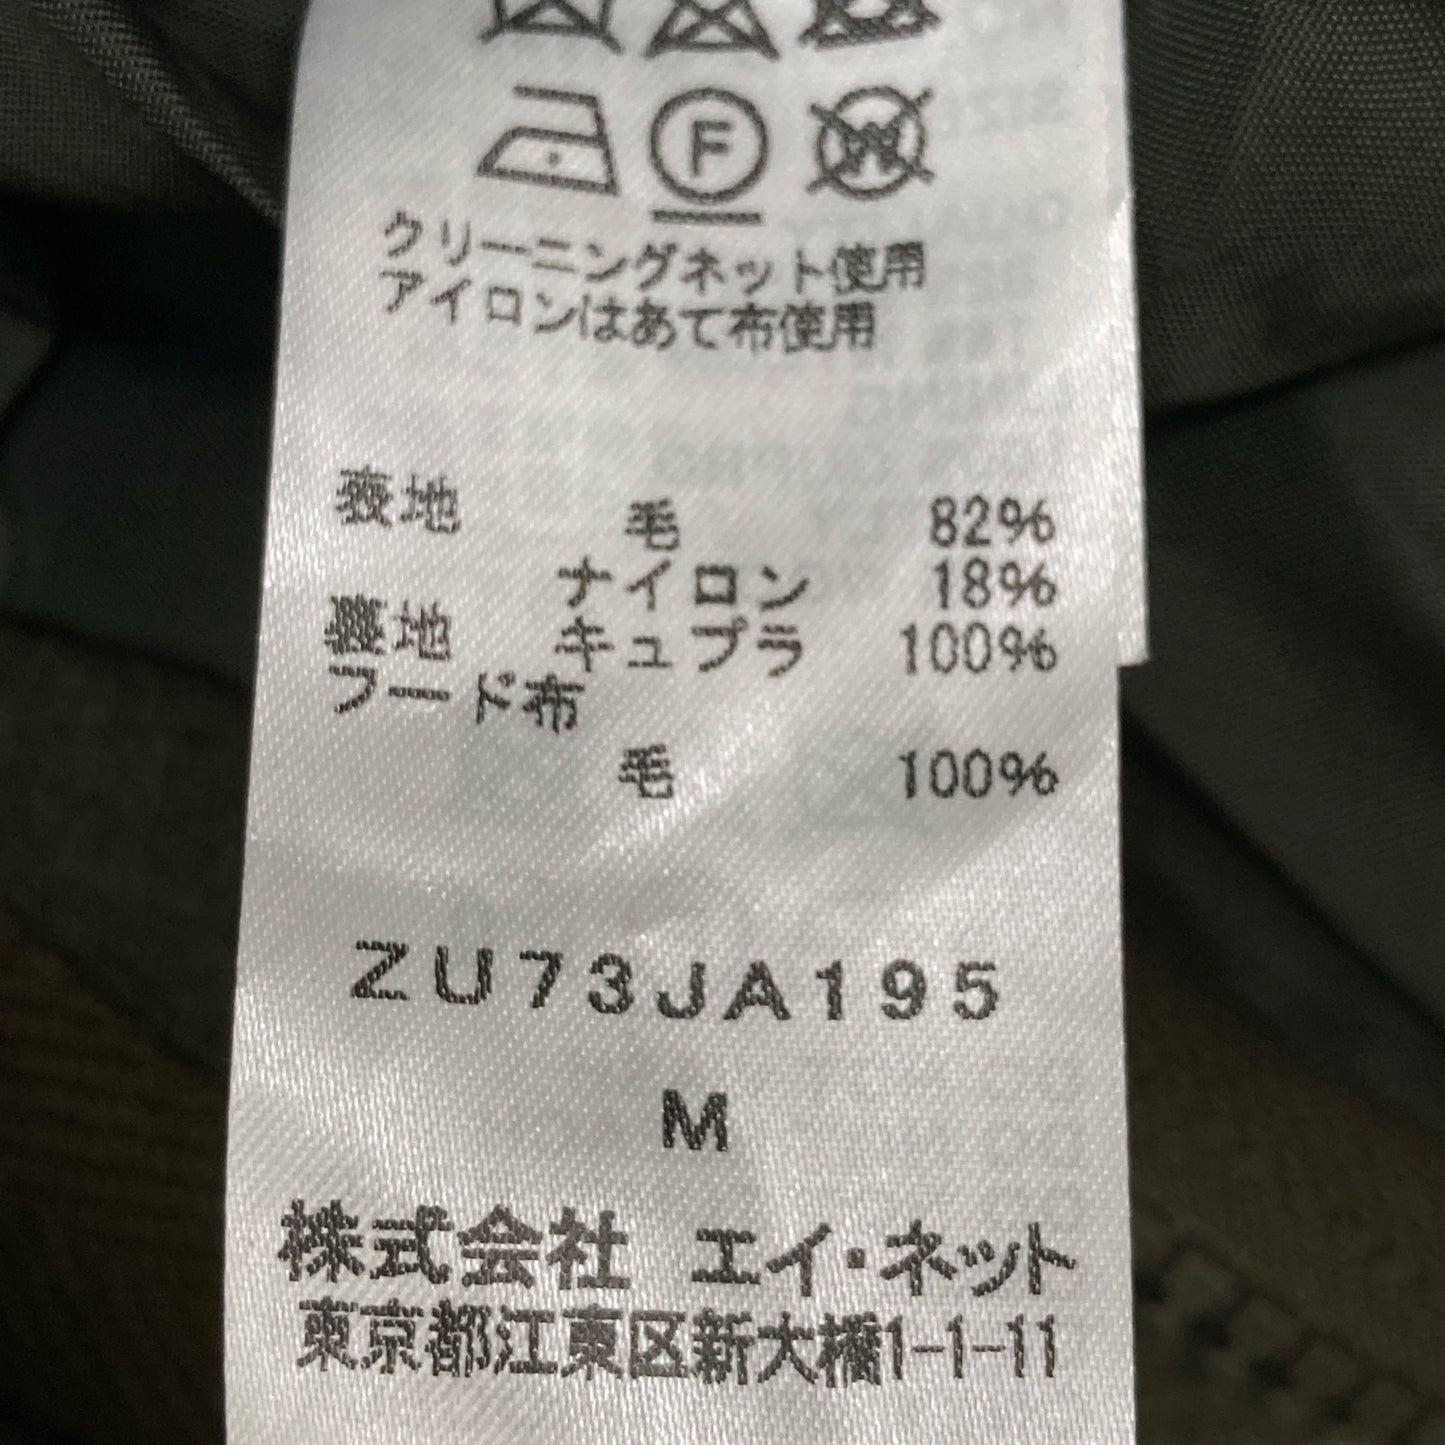 F W
クリーニングネット使用
アイロンはあて布使用
表地 毛 82%
ナイロン 18%
裏地 キュプラ 100%
フード布
毛 100%
ZU73JA195
M
株式会社 エイ・ネット
東京都江東区新大橋1-1-11